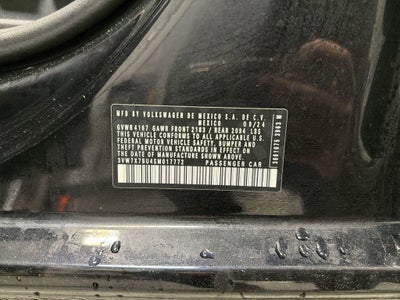 MFD BY VOLKSWAGEN DE MEXICO S.A. DE C.V.
MEXICO 09/24
GVWR 4187 GAWR FRONT 2183 / REAR 2094 LBS
THIS VEHICLE CONFORMS TO ALL APPLICABLE U.S.
FEDERAL MOTOR VEHICLE SAFETY, BUMPER AND
THEFT PREVENTION STANDARDS IN EFFECT ON THE
DATE OF MANUFACTURE SHOWN ABOVE.
PASSENGER CAR